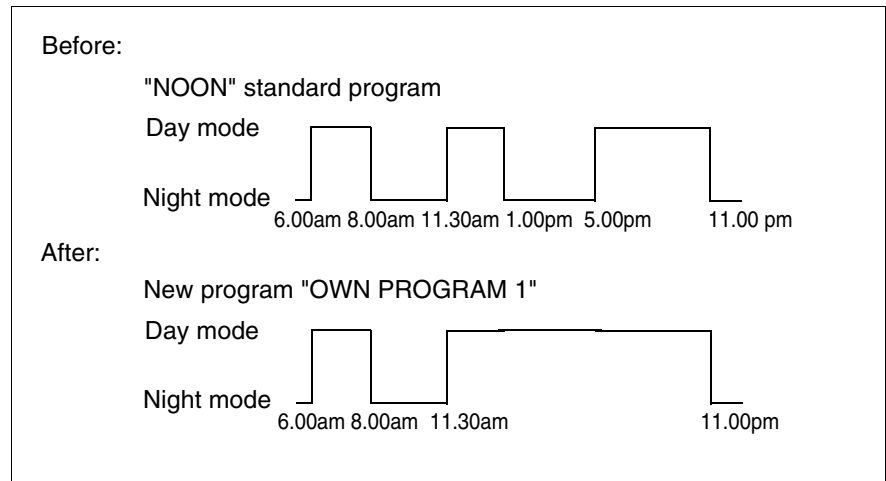 Before:
"NOON" standard program
Day mode
Night mode
6.00am 8.00am 11.30am 1.00pm 5.00pm 11.00 pm
After:
New program "OWN PROGRAM 1"
Day mode
Night mode
6.00am 8.00am 11.30am 11.00pm